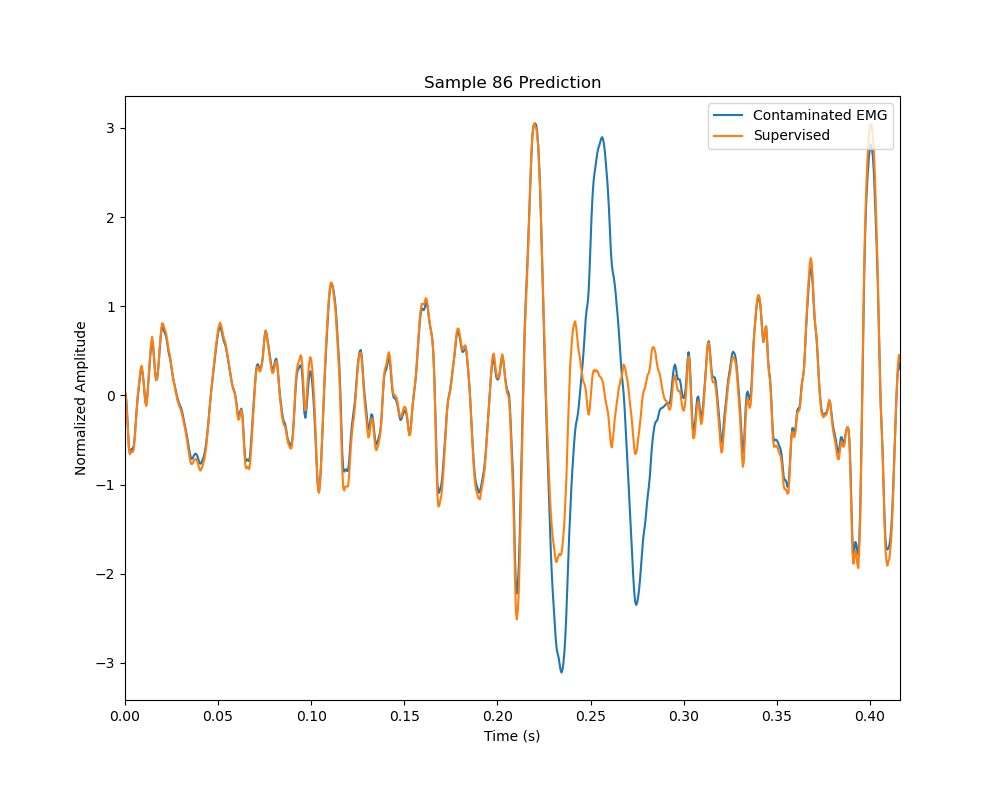 Sample 86 Prediction
Contaminated EMG
Supervised
Normalized Amplitude
3
2
1
0
−1
−2
−3
0.00 0.05 0.10 0.15 0.20 0.25 0.30 0.35 0.40
Time (s)